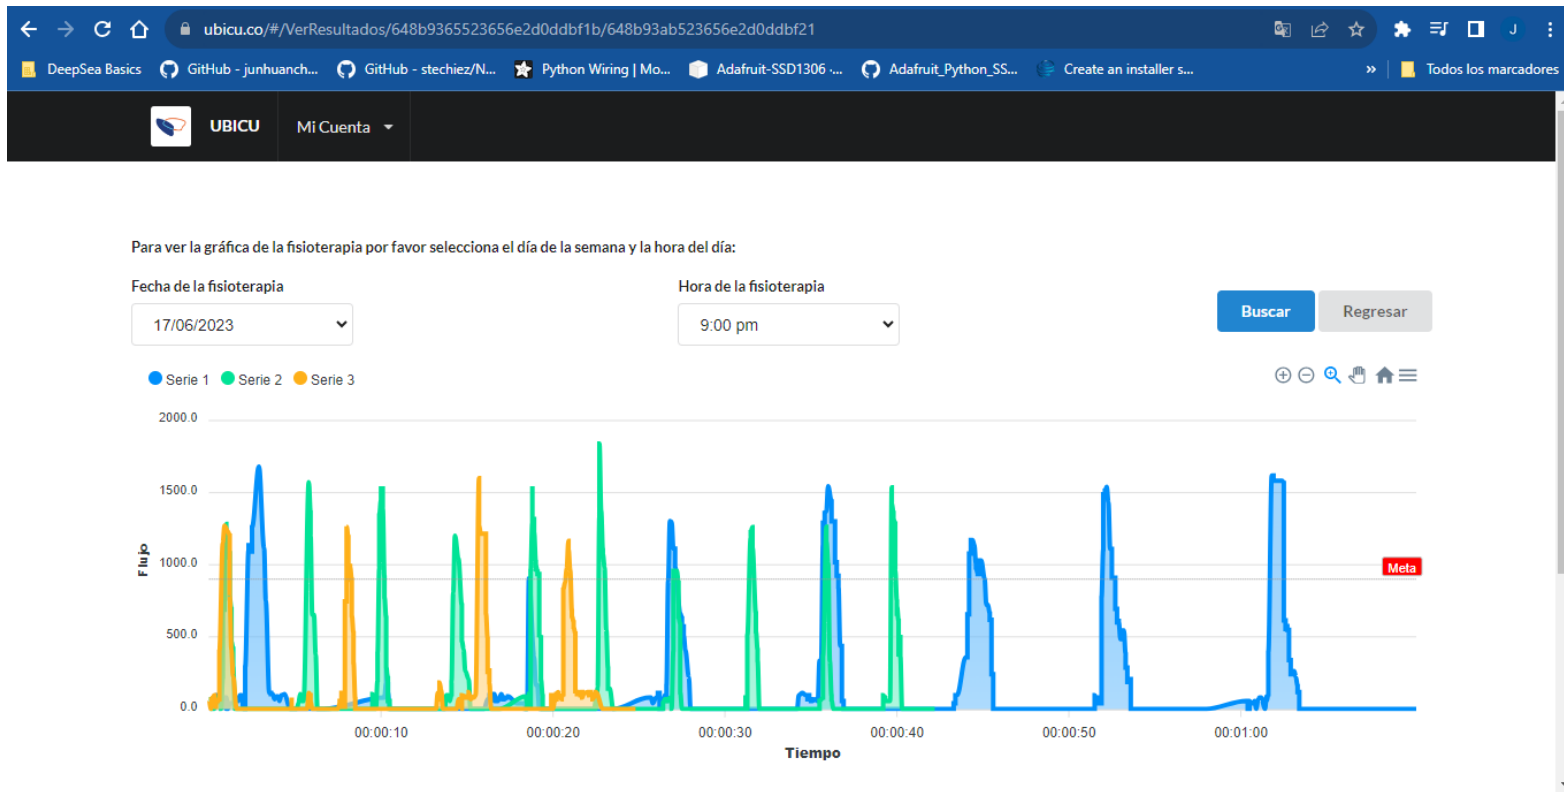 ubicu.co/#/VerResultados/648b9365523656e2d0ddbf1b/648b93ab523656e2d0ddbf21
J
DeepSea Basics GitHub - junhuanch... GitHub - stechiez/N... Python Wiring | Mo... Adafruit-SSD1306 -... Adafruit_Python_SS... Create an installer s... » Todos los marcadores
UBICU Mi Cuenta
Para ver la gráfica de la fisioterapia por favor selecciona el día de la semana y la hora del día:
Fecha de la fisioterapia Hora de la fisioterapia
17/06/2023 9:00 pm Buscar Regresar
Serie 1 Serie 2 Serie 3
2000.0
1500.0
1000.0
500.0
0.0
Flujo
Meta
00:00:10 00:00:20 00:00:30 00:00:40 00:00:50 00:01:00
Tiempo